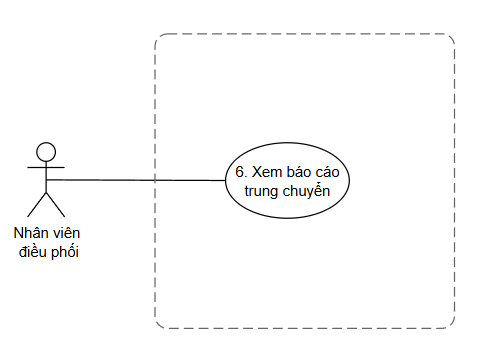 6. Xem báo cáo
trung chuyển
Nhân viên
điều phối